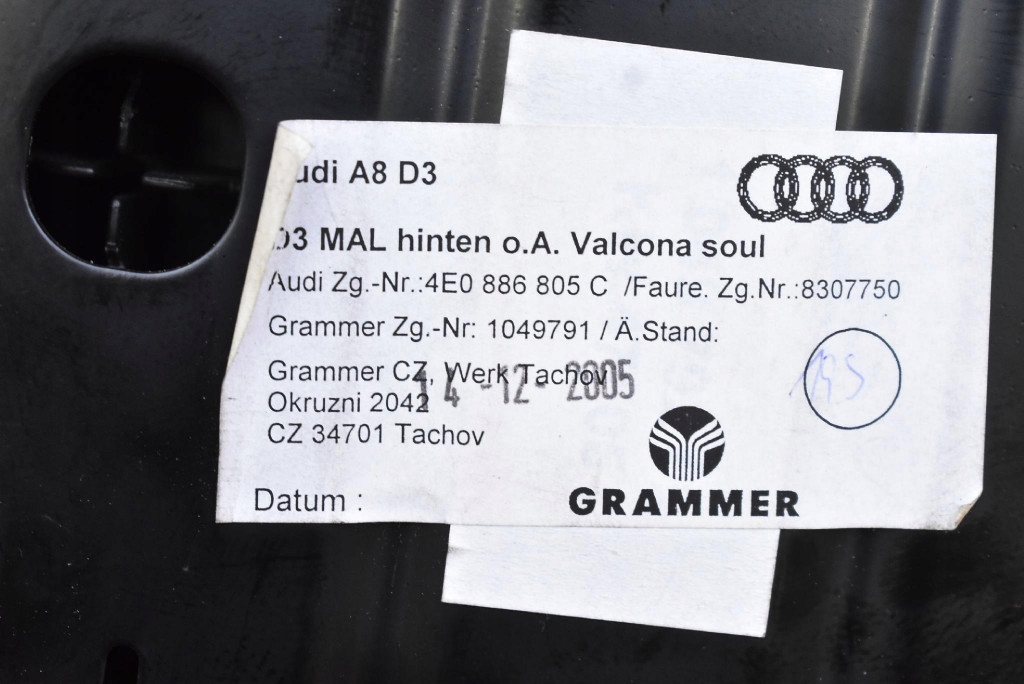 udi A8 D3
D3 MAL hinten o.A. Valcona soul
Audi Zg.-Nr.:4E0 886 805 C /Faure. Zg.Nr.:8307750
Grammer Zg.-Nr: 1049791 / Ä.Stand:
Grammer CZ, Werk Tachov
14 -12- 2005
Okruzni 2042
CZ 34701 Tachov
Datum :
GRAMMER